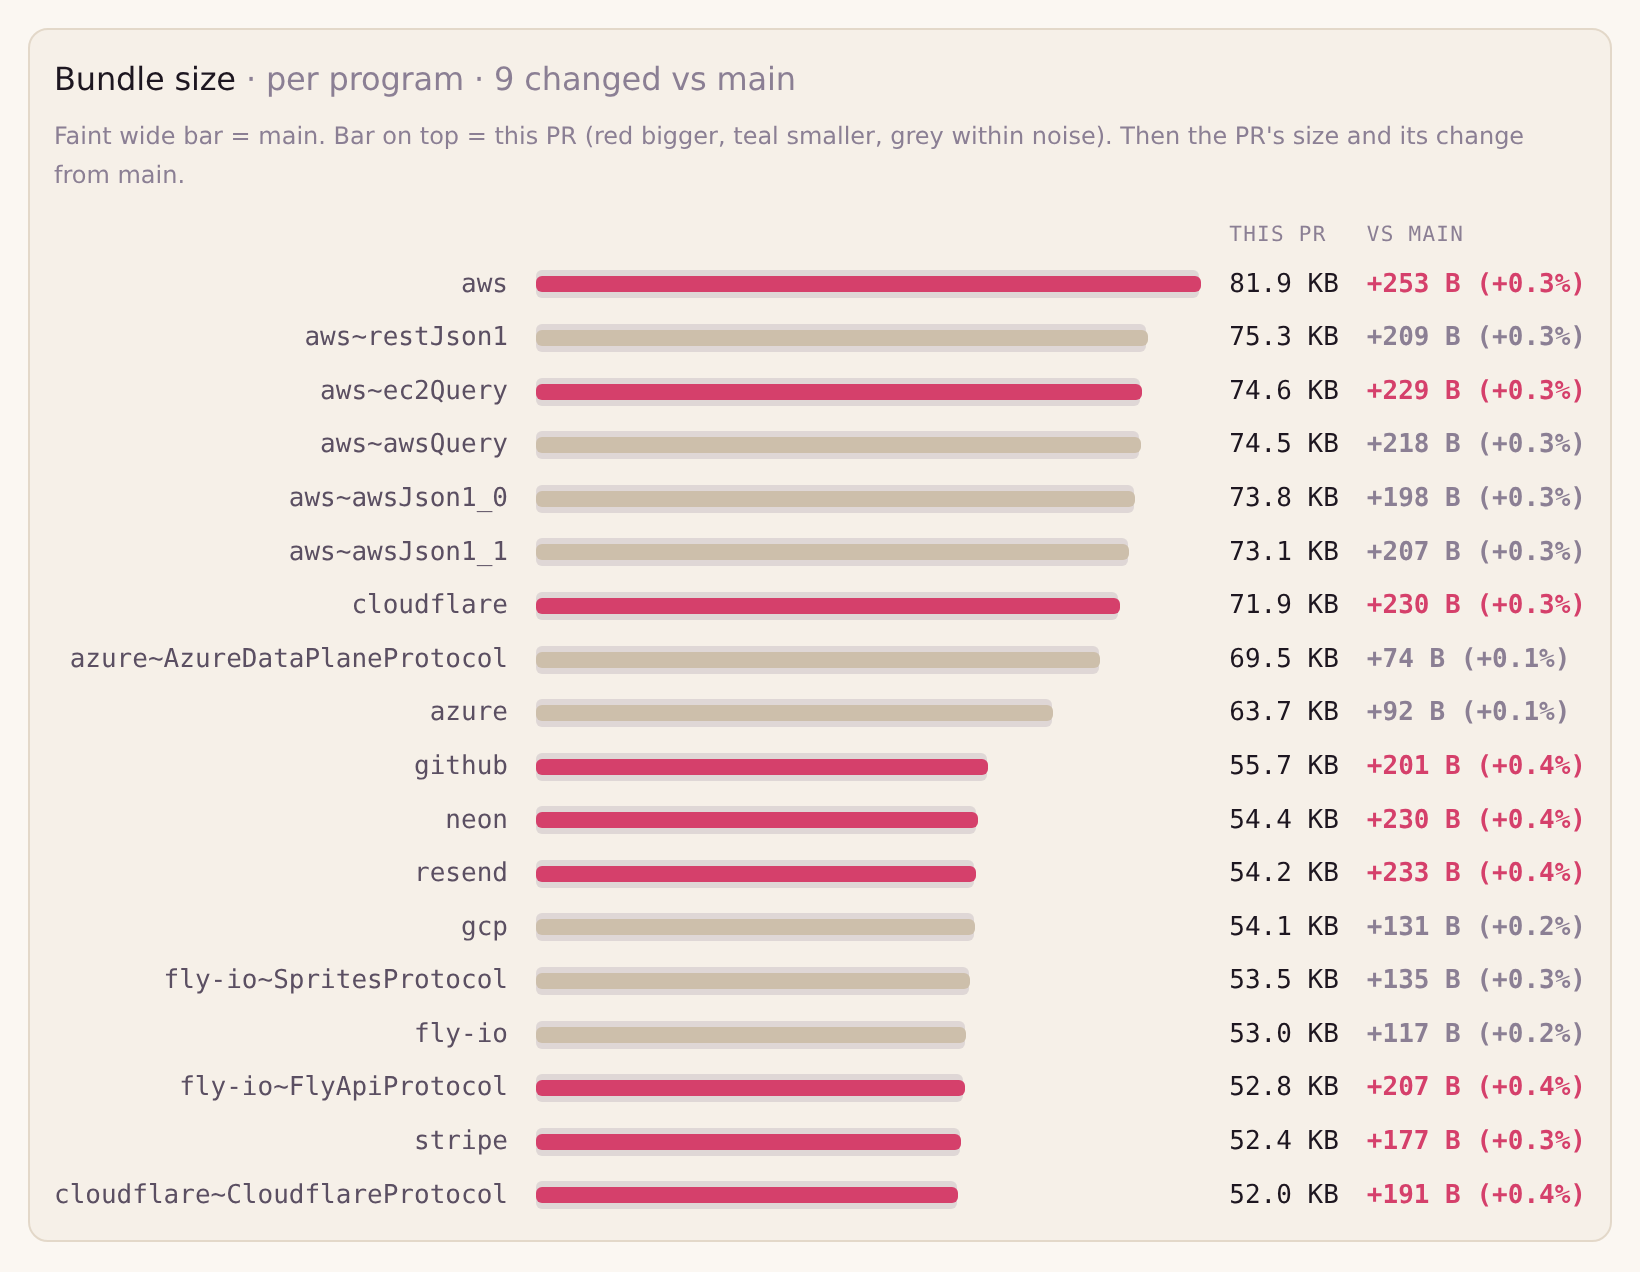 Bundle size · per program · 9 changed vs main
Faint wide bar = main. Bar on top = this PR (red bigger, teal smaller, grey within noise). Then the PR's size and its change
from main.
THIS PR VS MAIN
aws 81.9 KB +253 B (+0.3%)
aws~restJson1 75.3 KB +209 B (+0.3%)
aws~ec2Query 74.6 KB +229 B (+0.3%)
aws~awsQuery 74.5 KB +218 B (+0.3%)
aws~awsJson1_0 73.8 KB +198 B (+0.3%)
aws~awsJson1_1 73.1 KB +207 B (+0.3%)
cloudflare 71.9 KB +230 B (+0.3%)
azure~AzureDataPlaneProtocol 69.5 KB +74 B (+0.1%)
azure 63.7 KB +92 B (+0.1%)
github 55.7 KB +201 B (+0.4%)
neon 54.4 KB +230 B (+0.4%)
resend 54.2 KB +233 B (+0.4%)
gcp 54.1 KB +131 B (+0.2%)
fly-io~SpritesProtocol 53.5 KB +135 B (+0.3%)
fly-io 53.0 KB +117 B (+0.2%)
fly-io~FlyApiProtocol 52.8 KB +207 B (+0.4%)
stripe 52.4 KB +177 B (+0.3%)
cloudflare~CloudflareProtocol 52.0 KB +191 B (+0.4%)